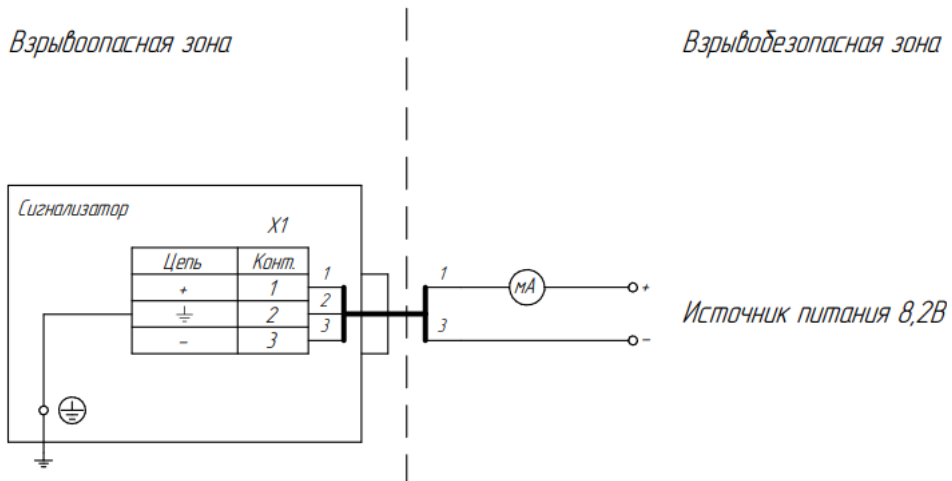 Взрывоопасная зона
Взрывобезопасная зона
Сигнализатор
X1
Цепь Конт.
+ 1
2
- 3
1
2
3
1
3
мА
+
-
Источник питания 8,2В